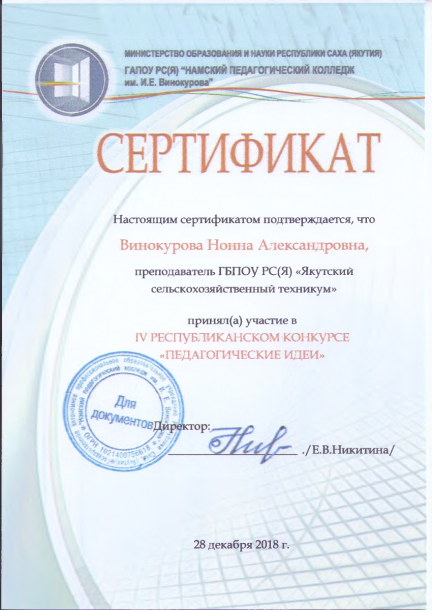 МИНИСТЕРСТВО ОБРАЗОВАНИЯ И НАУКИ РЕСПУБЛИКИ САХА (ЯКУТИЯ)
ГАПОУ РС(Я) "НАМСКИЙ ПЕДАГОГИЧЕСКИЙ КОЛЛЕДЖ
им. И.Е. Винокурова"
СЕРТИФИКАТ
Настоящим сертификатом подтверждается, что
Винокурова Нонна Александровна,
преподаватель ГБПОУ РС(Я) «Якутский
сельскохозяйственный техникум»
принял(а) участие в
IV РЕСПУБЛИКАНСКОМ КОНКУРСЕ
«ПЕДАГОГИЧЕСКИЕ ИДЕИ»
Для
документов
Директор:
./Е.В.Никитина/
28 декабря 2018 г.